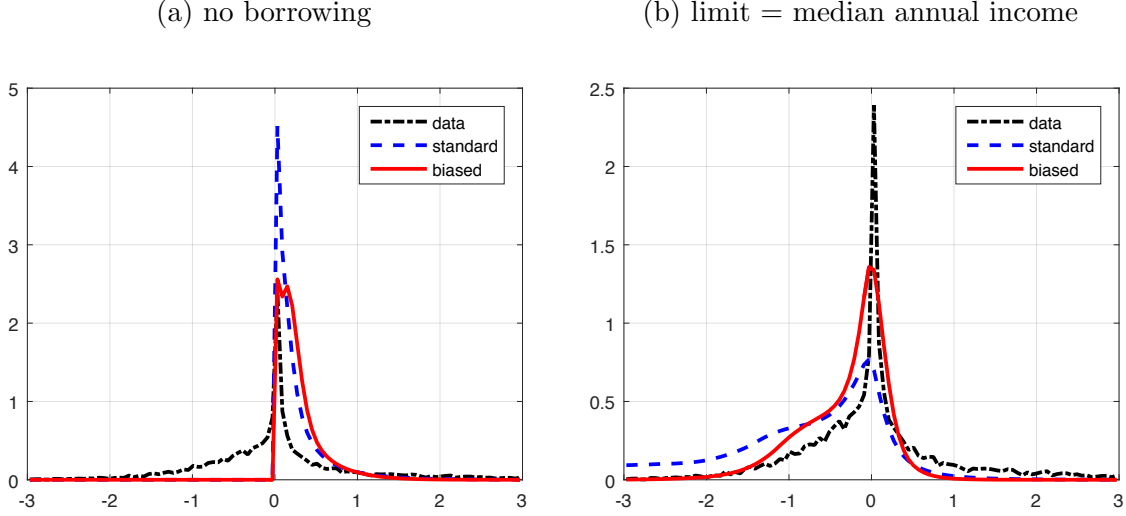 (a) no borrowing
5
4
3
2
1
0
-3 -2 -1 0 1 2 3
data
standard
biased
(b) limit = median annual income
2.5
2
1.5
1
0.5
0
-3 -2 -1 0 1 2 3
data
standard
biased